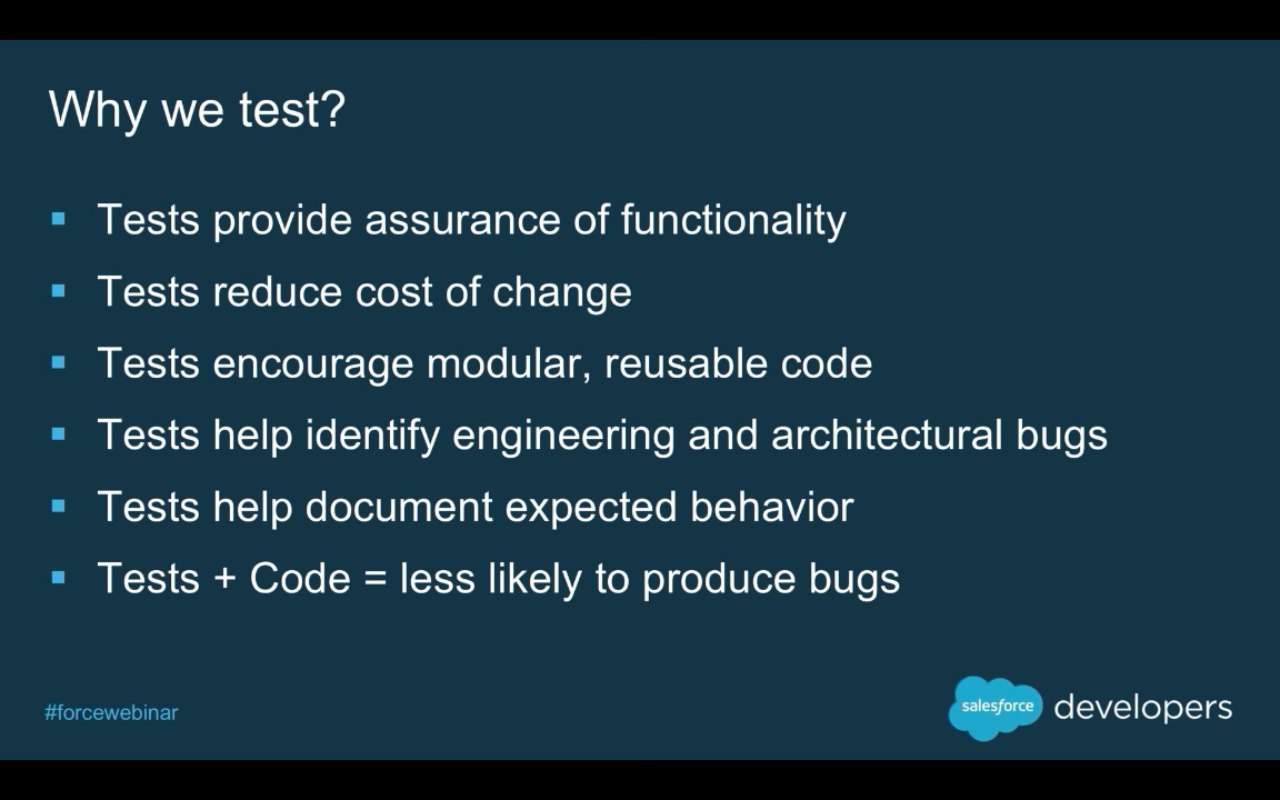 Why we test?
Tests provide assurance of functionality
Tests reduce cost of change
Tests encourage modular, reusable code
Tests help identify engineering and architectural bugs
Tests help document expected behavior
Tests + Code = less likely to produce bugs
#forcewebinar
salesforce developers